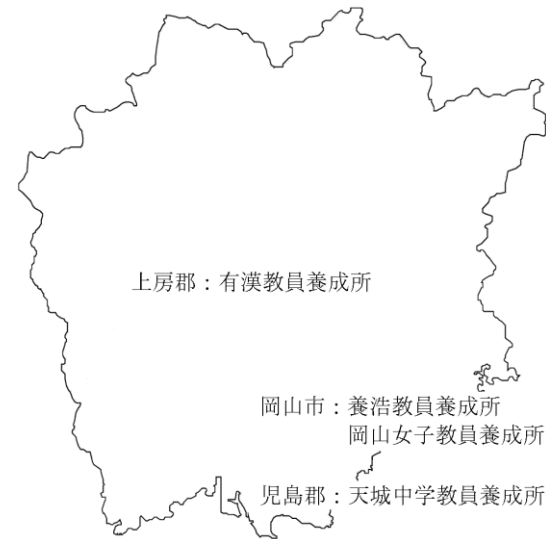 上房郡：有漢教員養成所
岡山市：養浩教員養成所
岡山女子教員養成所
児島郡：天城中学教員養成所